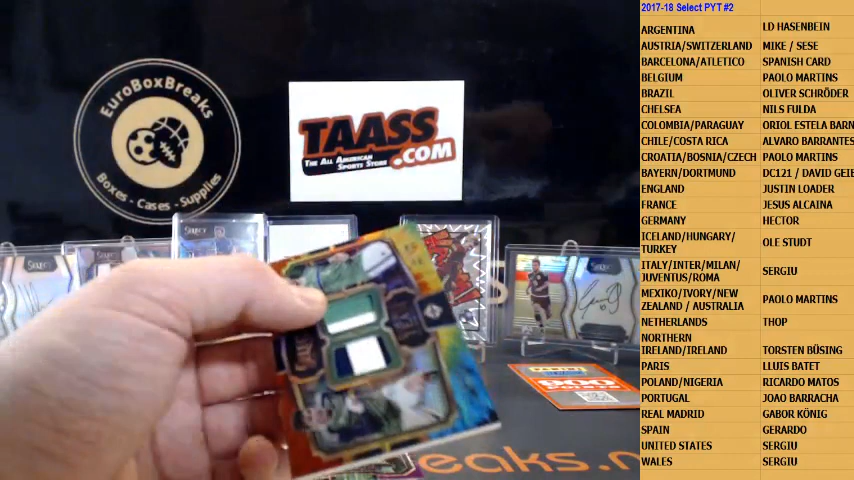 2017-18 Select PYT #2
ARGENTINA LD HASENBEIN
AUSTRIA/SWITZERLAND MIKE / SESE
BARCELONA/ATLETICO SPANISH CARD
BELGIUM PAOLO MARTINS
BRAZIL OLIVER SCHRÖDER
CHELSEA NILS FULDA
COLOMBIA/PARAGUAY ORIOL ESTELA BARN
CHILE/COSTA RICA ALVARO BARRANTES
CROATIA/BOSNIA/CZECH PAOLO MARTINS
BAYERN/DORTMUND DC121 / DAVID GEIE
ENGLAND JUSTIN LOADER
FRANCE JESUS ALCAINA
GERMANY HECTOR
ICELAND/HUNGARY/
TURKEY OLE STUDT
ITALY/INTER/MILAN/
JUVENTUS/ROMA SERGIU
MEXIKO/IVORY/NEW
ZEALAND / AUSTRALIA PAOLO MARTINS
NETHERLANDS THOP
NORTHERN
IRELAND/IRELAND TORSTEN BÜSING
PARIS LLUIS BATET
POLAND/NIGERIA RICARDO MATOS
PORTUGAL JOAO BARRACHA
REAL MADRID GABOR KÖNIG
SPAIN GERARDO
UNITED STATES SERGIU
WALES SERGIU
EuroBoxBreaks
Boxes - Cases - Supplies
TAASS
THE ALL AMERICAN
SPORTS STORE
.COM
SELECT
PANINI
900
POINTS
eaks.n